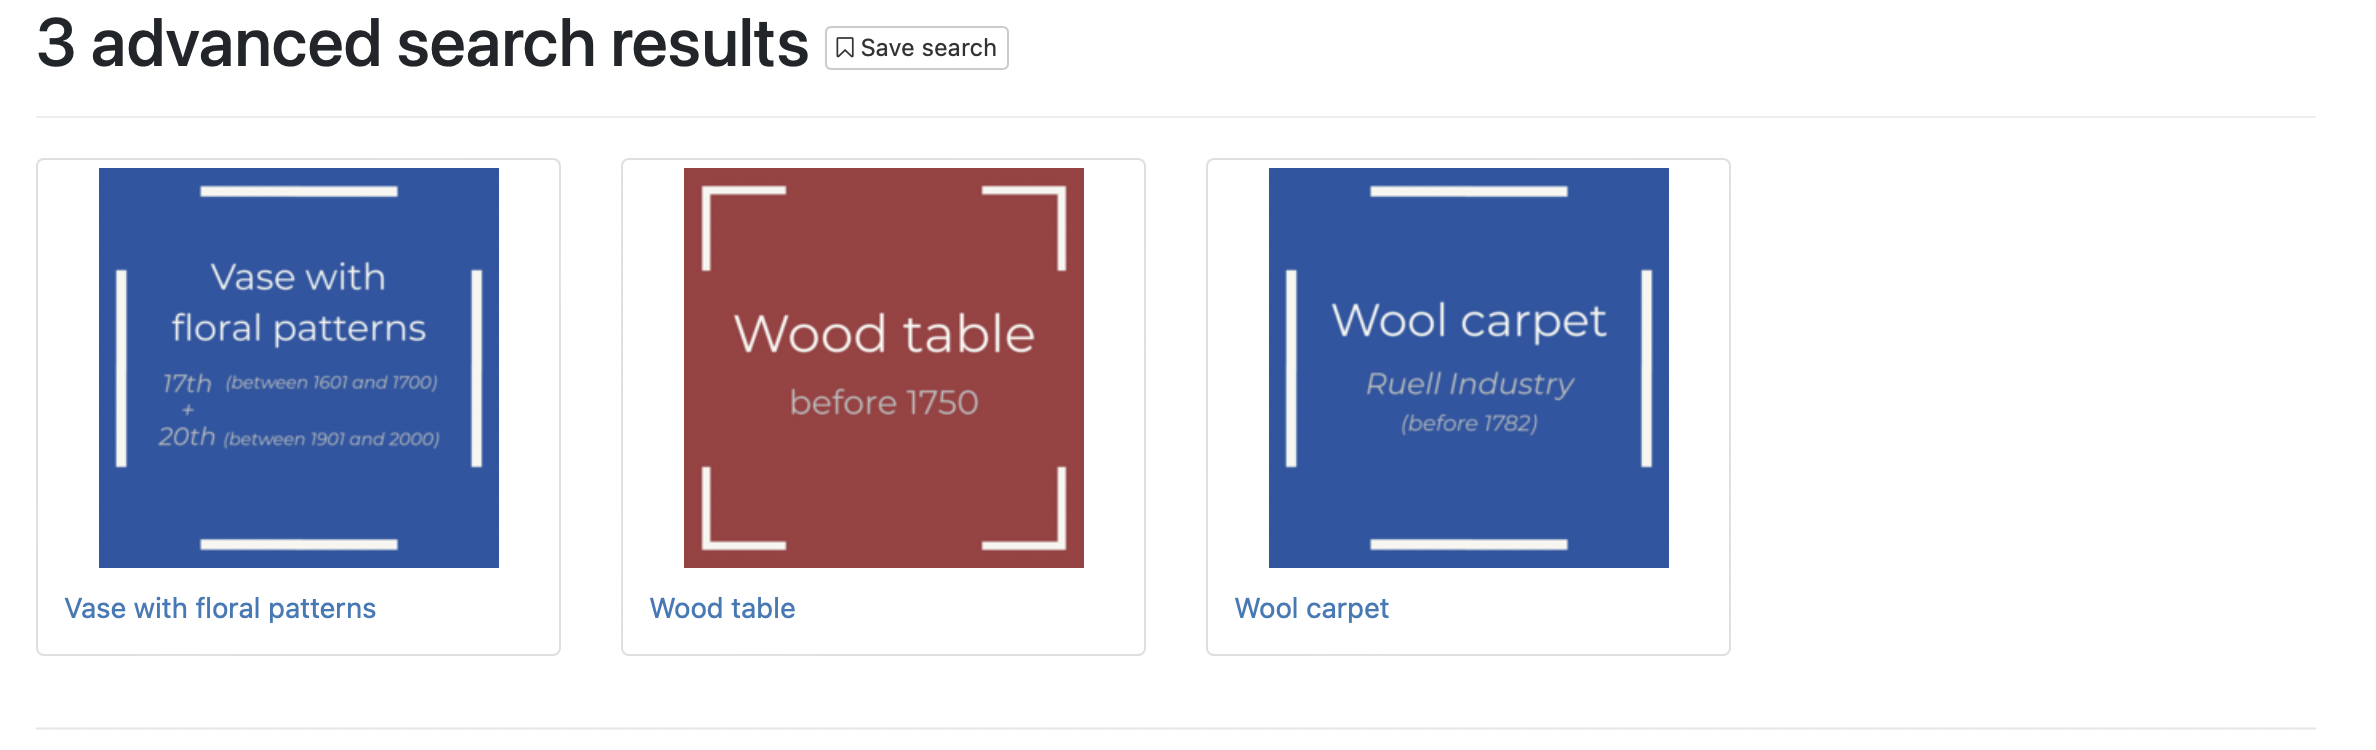 3 advanced search results
Save search
Vase with
floral patterns
17th (between 1601 and 1700)
+
20th (between 1901 and 2000)
Vase with floral patterns
Wood table
before 1750
Wood table
Wool carpet
Ruell Industry
(before 1782)
Wool carpet